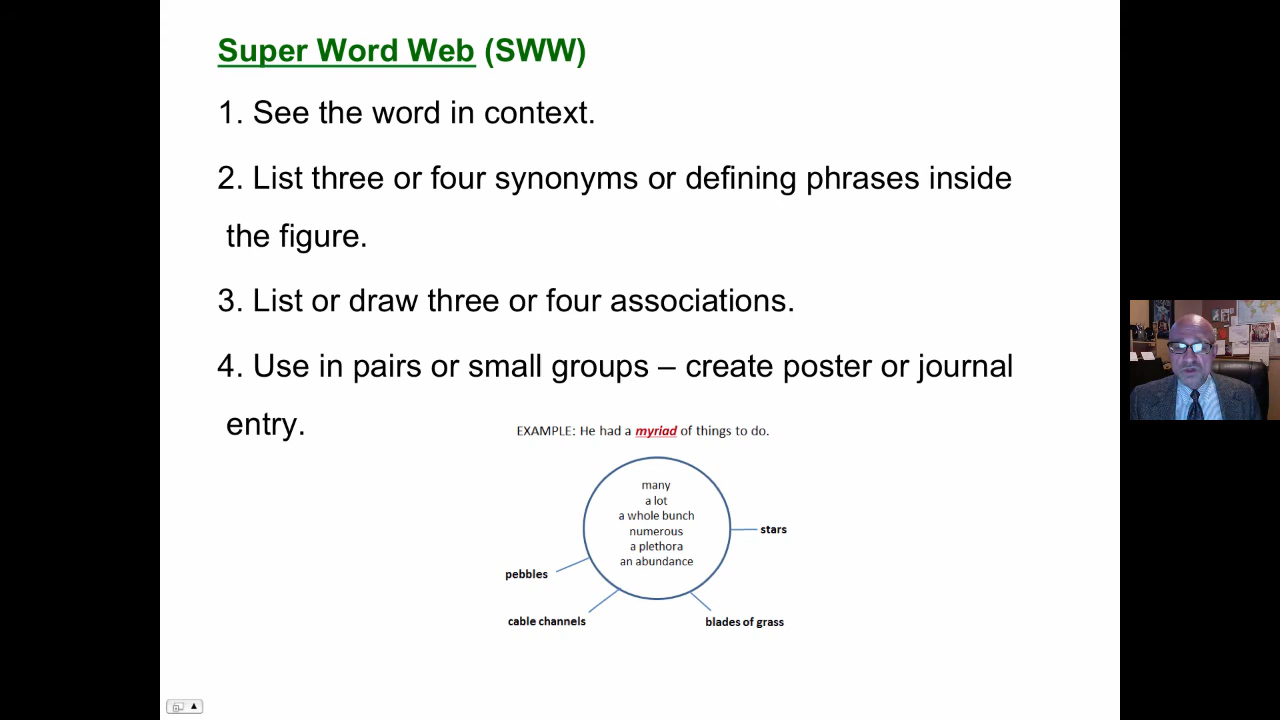 Super Word Web (SWW)
1. See the word in context.
2. List three or four synonyms or defining phrases inside
the figure.
3. List or draw three or four associations.
4. Use in pairs or small groups – create poster or journal
entry.
EXAMPLE: He had a myriad of things to do.
many
a lot
a whole bunch
numerous
a plethora
an abundance
stars
pebbles
cable channels
blades of grass